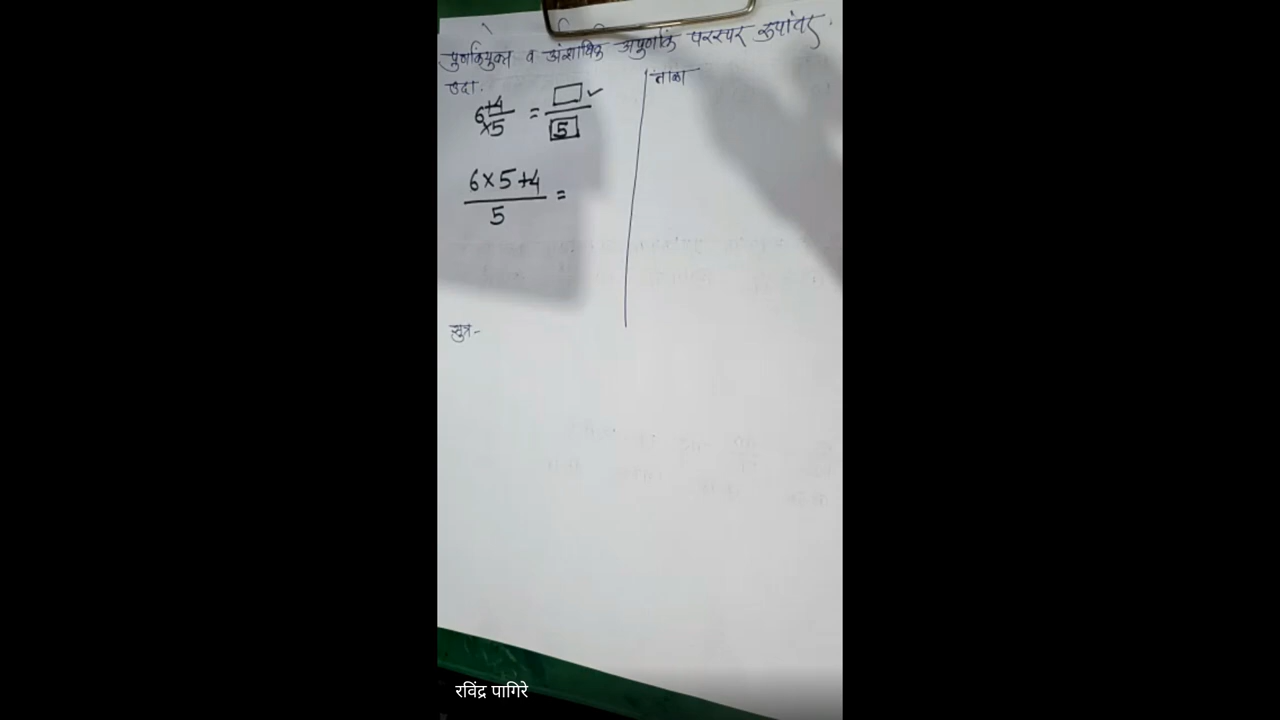 पुर्णांकयुक्त व अंशाधिक अपुर्णांक परस्पर रूपांतर.
उदा.
ताळा
6 +4/×5 = □/5 ✓
6×5+4/5 =
सुत्र-
रविंद्र पागिरे